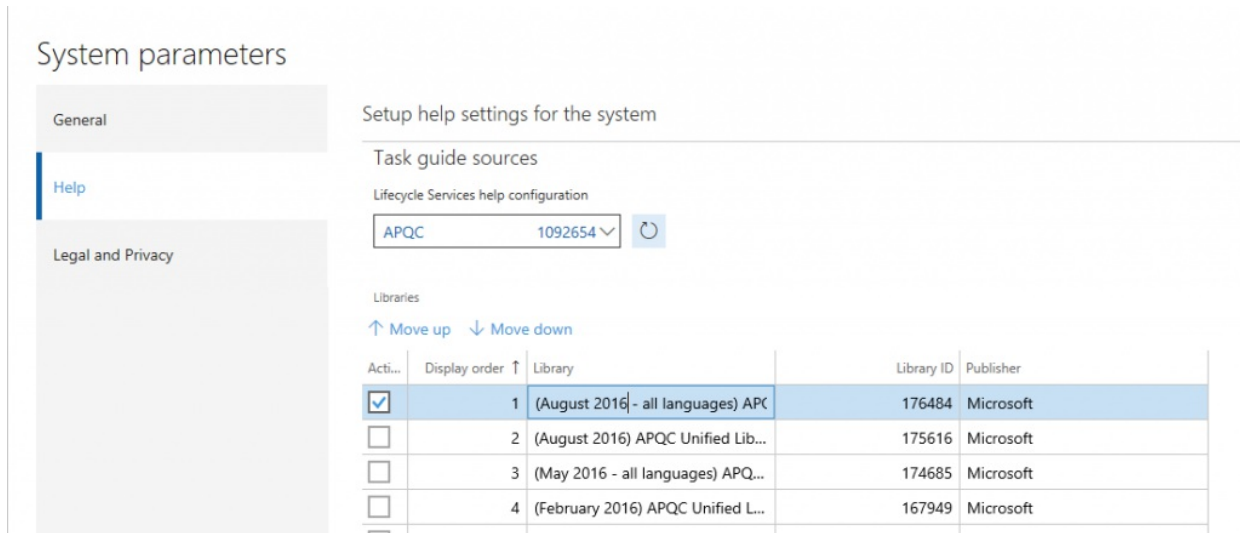 System parameters
General
Help
Legal and Privacy
Setup help settings for the system
Task guide sources
Lifecycle Services help configuration
APQC 1092654
Libraries
Move up Move down
Acti... Display order Library Library ID Publisher
1 (August 2016 - all languages) AP 176484 Microsoft
2 (August 2016) APQC Unified Lib... 175616 Microsoft
3 (May 2016 - all languages) APQ... 174685 Microsoft
4 (February 2016) APQC Unified L... 167949 Microsoft